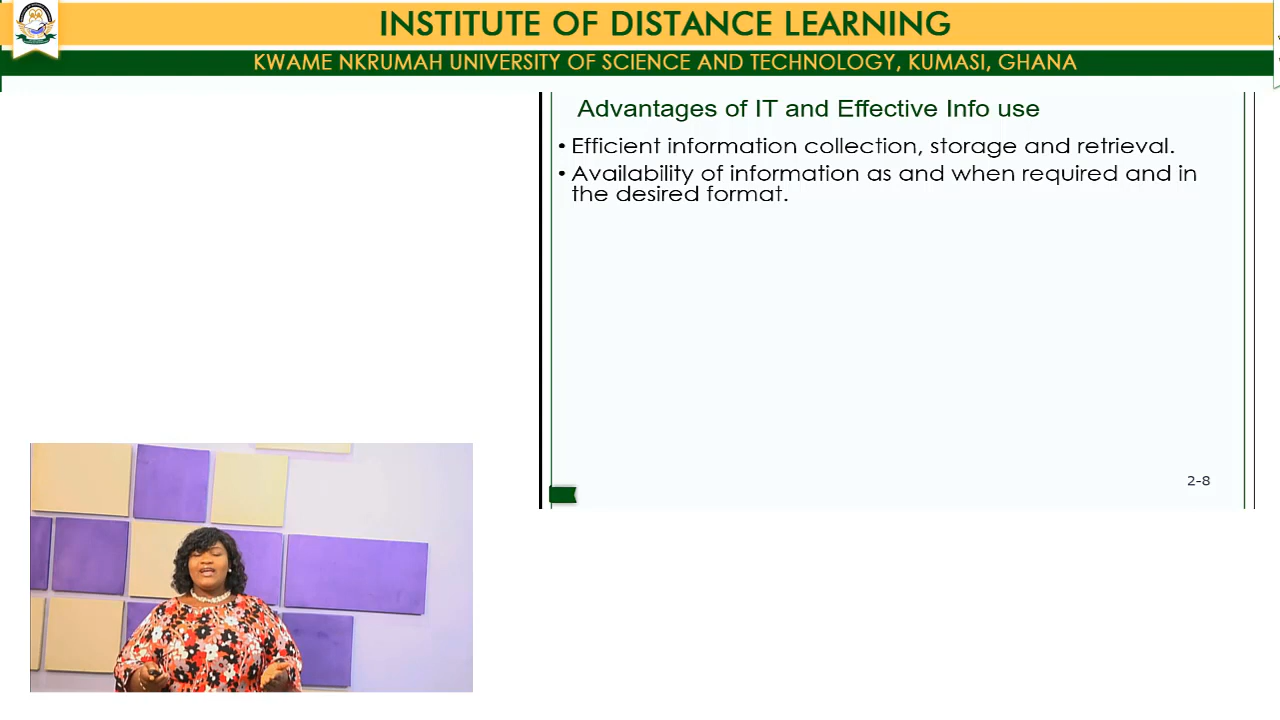 INSTITUTE OF DISTANCE LEARNING
KWAME NKRUMAH UNIVERSITY OF SCIENCE AND TECHNOLOGY, KUMASI, GHANA
Advantages of IT and Effective Info use
• Efficient information collection, storage and retrieval.
• Availability of information as and when required and in
the desired format.
2-8